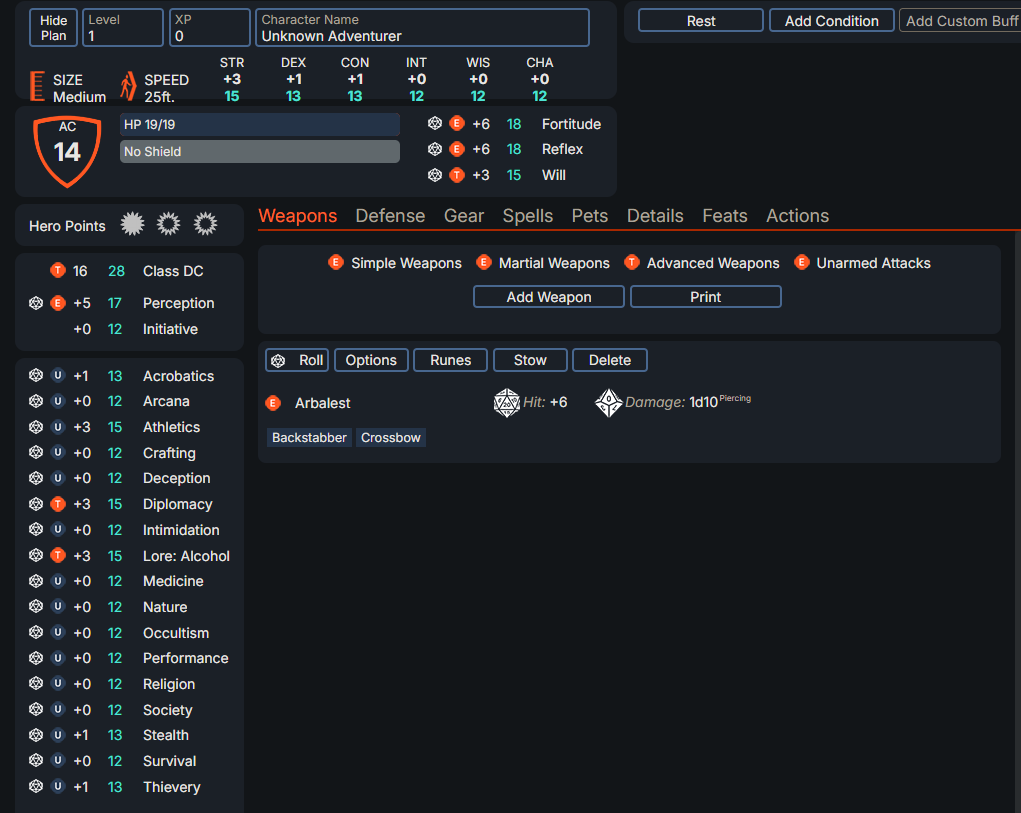 Hide Plan
Level
1
XP
0
Character Name
Unknown Adventurer
Rest
Add Condition
Add Custom Buff
SIZE
Medium
SPEED
25ft.
STR DEX CON INT WIS CHA
+3 +1 +1 +0 +0 +0
15 13 13 12 12 12
AC
14
HP 19/19
No Shield
E +6 18 Fortitude
E +6 18 Reflex
T +3 15 Will
Hero Points
T 16 28 Class DC
E +5 17 Perception
+0 12 Initiative
U +1 13 Acrobatics
U +0 12 Arcana
U +3 15 Athletics
U +0 12 Crafting
U +0 12 Deception
T +3 15 Diplomacy
U +0 12 Intimidation
T +3 15 Lore: Alcohol
U +0 12 Medicine
U +0 12 Nature
U +0 12 Occultism
U +0 12 Performance
U +0 12 Religion
U +0 12 Society
U +1 13 Stealth
U +0 12 Survival
U +1 13 Thievery
Weapons Defense Gear Spells Pets Details Feats Actions
E Simple Weapons E Martial Weapons T Advanced Weapons E Unarmed Attacks
Add Weapon Print
Roll Options Runes Stow Delete
E Arbalest Hit: +6 Damage: 1d10 Piercing
Backstabber Crossbow